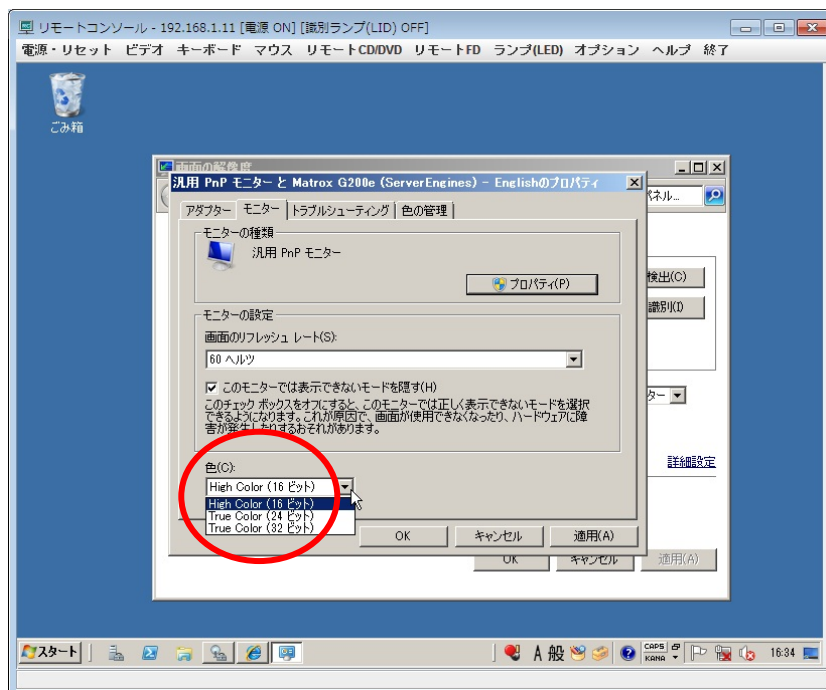 リモートコンソール - 192.168.1.11 [電源 ON] [識別ランプ(LID) OFF]
電源・リセット ビデオ キーボード マウス リモートCD/DVD リモートFD ランプ(LED) オプション ヘルプ 終了
ごみ箱
画面の解像度
汎用 PnP モニター と Matrox G200e (ServerEngines) - Englishのプロパティ
パネル...
アダプター モニター トラブルシューティング 色の管理
モニターの種類
汎用 PnP モニター
検出(C)
プロパティ(P)
識別(I)
モニターの設定
画面のリフレッシュ レート(S):
60 ヘルツ
このモニターでは表示できないモードを隠す(H)
このチェック ボックスをオフにすると、このモニターでは正しく表示できないモードを選択
できるようになります。これが原因で、画面が使用できなくなったり、ハードウェアに障
害が発生したりするおそれがあります。
ター
色(C):
詳細設定
High Color (16 ビット)
High Color (16 ビット)
True Color (24 ビット)
True Color (32 ビット)
OK キャンセル 適用(A)
OK キャンセル 適用(A)
スタート A 般 CAPS KANA 16:34